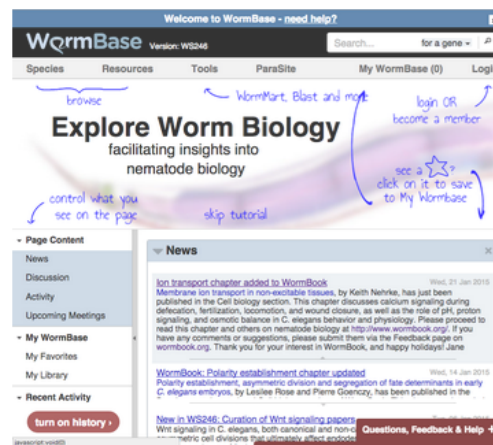 Welcome to WormBase - need help?
WormBase Version: WS246
Search... for a gene
Species Resources Tools ParaSite My WormBase (0) Logi
browse
WormMart, Blast and more
login OR
become a member
Explore Worm Biology
facilitating insights into
nematode biology
see a ?
click on it to save
to My Wormbase
control what you
see on the page
skip tutorial
Page Content
News
Discussion
Activity
Upcoming Meetings
My WormBase
My Favorites
My Library
Recent Activity
turn on history ›
News
Ion transport chapter added to WormBook Wed, 21 Jan 2015
Membrane ion transport in non-excitable tissues, by Keith Nehrke, has just been
published in the Cell biology section. This chapter discusses calcium signaling during
defecation, fertilization, locomotion, and wound closure, as well as the role of pH, proton
signaling, and osmotic balance in C. elegans behavior and physiology. Please proceed to
read this chapter and others on nematode biology at http://www.wormbook.org/. If you
have any comments or suggestions, please submit them via the Feedback page on
wormbook.org. Thank you for your interest in WormBook, and happy holidays! Jane
WormBook: Polarity establishment chapter updated Wed, 14 Jan 2015
Polarity establishment, asymmetric division and segregation of fate determinants in early
C. elegans embryos, by Lesilee Rose and Pierre Gonczy, has been published in the
New in WS246: Curation of Wnt signaling papers
Wnt signaling in C. elegans, both canonical and non-c
metric cell divisions that ultimately affect endoder
Questions, Feedback & Help +
javascript:void(0)